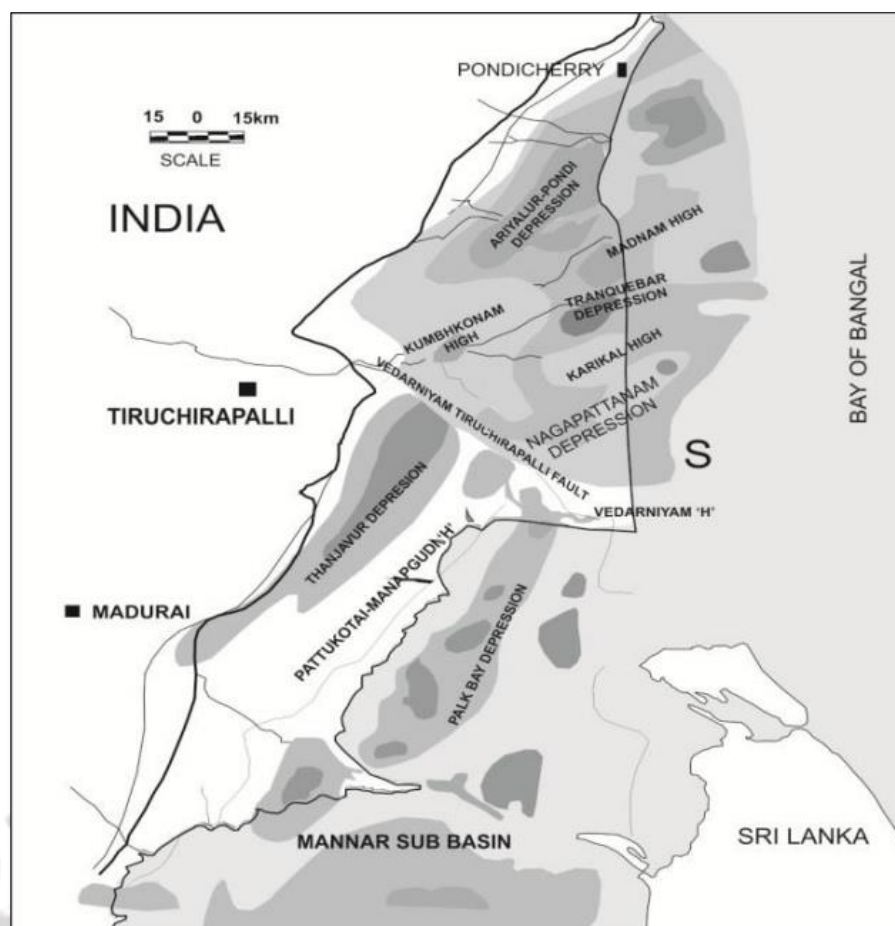 PONDICHERRY
15 0 15km
SCALE
INDIA
ARIYALUR-PONDI
DEPRESSION
MADNAM HIGH
TRANQUEBAR
DEPRESSION
KUMBHKONAM
HIGH
KARIKAL HIGH
BAY OF BANGAL
VEDARNIYAM TIRUCHIRAPALLI FAULT
TIRUCHIRAPALLI
NAGAPATTANAM
DEPRESSION
S
THANJAVUR DEPRESION
VEDARNIYAM 'H'
PATTUKOTAI-MANAPGUDI 'H'
MADURAI
PALK BAY DEPRESSION
MANNAR SUB BASIN
SRI LANKA